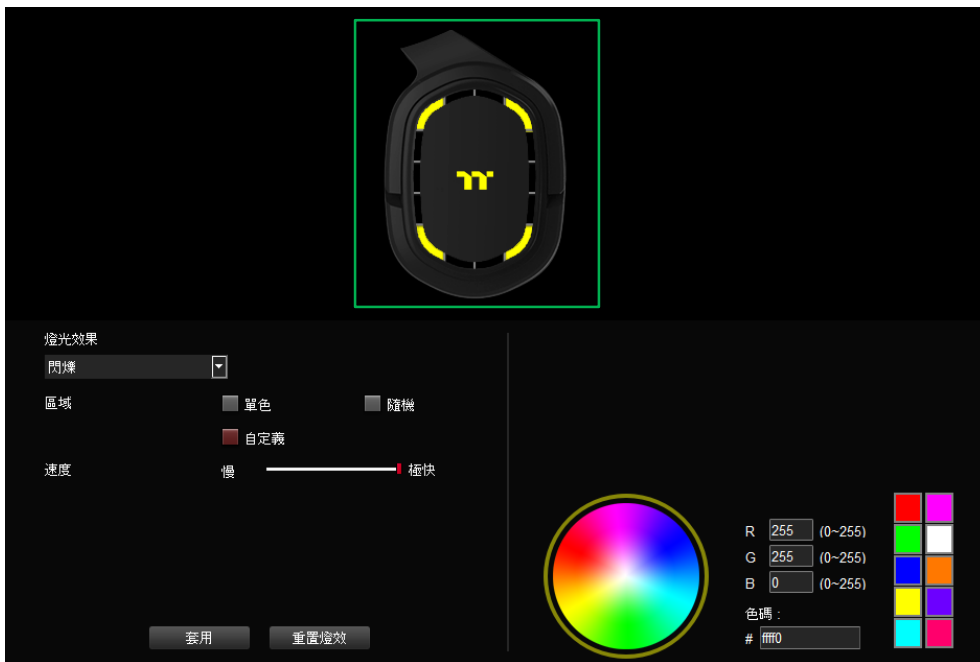 燈光效果
閃爍
區域 單色 隨機
自定義
速度 慢 極快
R 255 (0~255)
G 255 (0~255)
B 0 (0~255)
色碼 :
# ffff0
套用 重置燈效